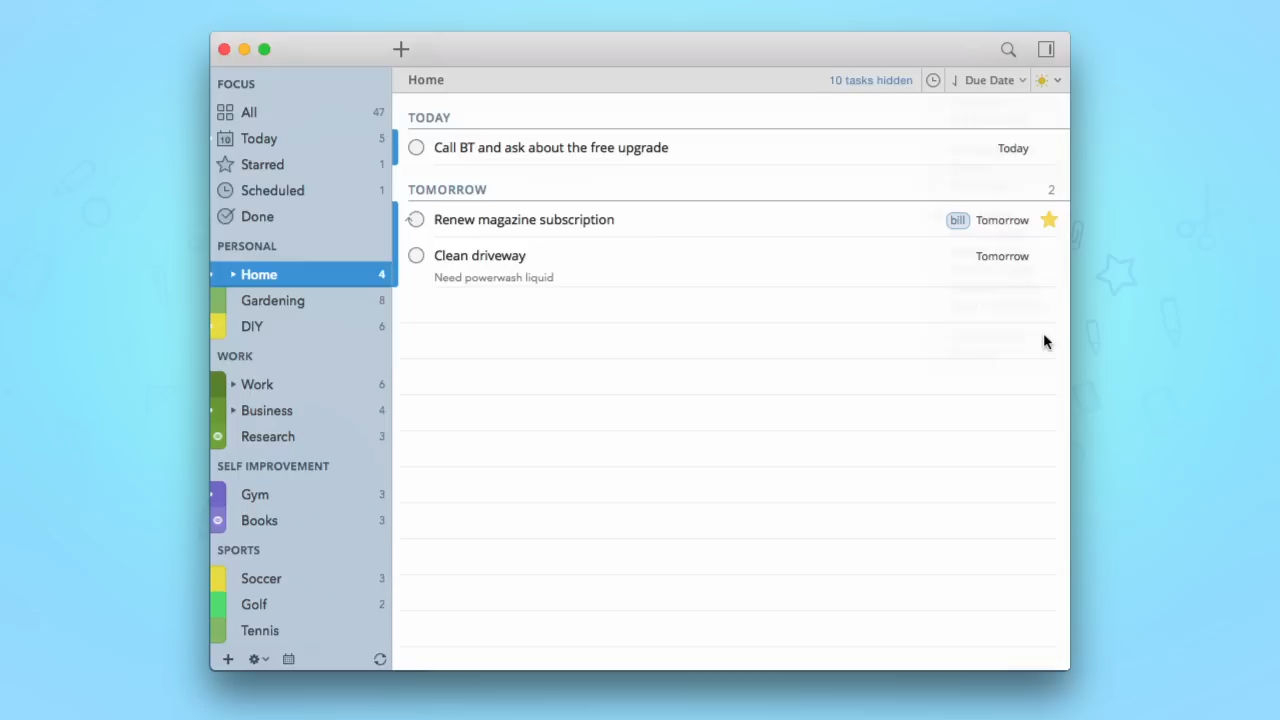 FOCUS
All 47
10 Today 5
Starred 1
Scheduled 1
Done
PERSONAL
Home 4
Gardening 8
DIY 6
WORK
Work 6
Business 4
Research 3
SELF IMPROVEMENT
Gym 3
Books 3
SPORTS
Soccer 3
Golf 2
Tennis
Home 10 tasks hidden Due Date
TODAY
Call BT and ask about the free upgrade Today
TOMORROW 2
Renew magazine subscription bill Tomorrow
Clean driveway Tomorrow
Need powerwash liquid